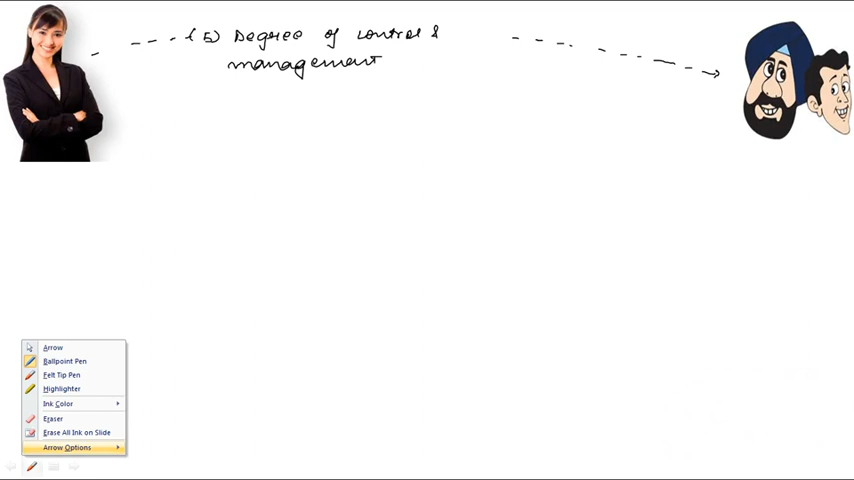 (5) Degree of control &
management
Arrow
Ballpoint Pen
Felt Tip Pen
Highlighter
Ink Color
Eraser
Erase All Ink on Slide
Arrow Options